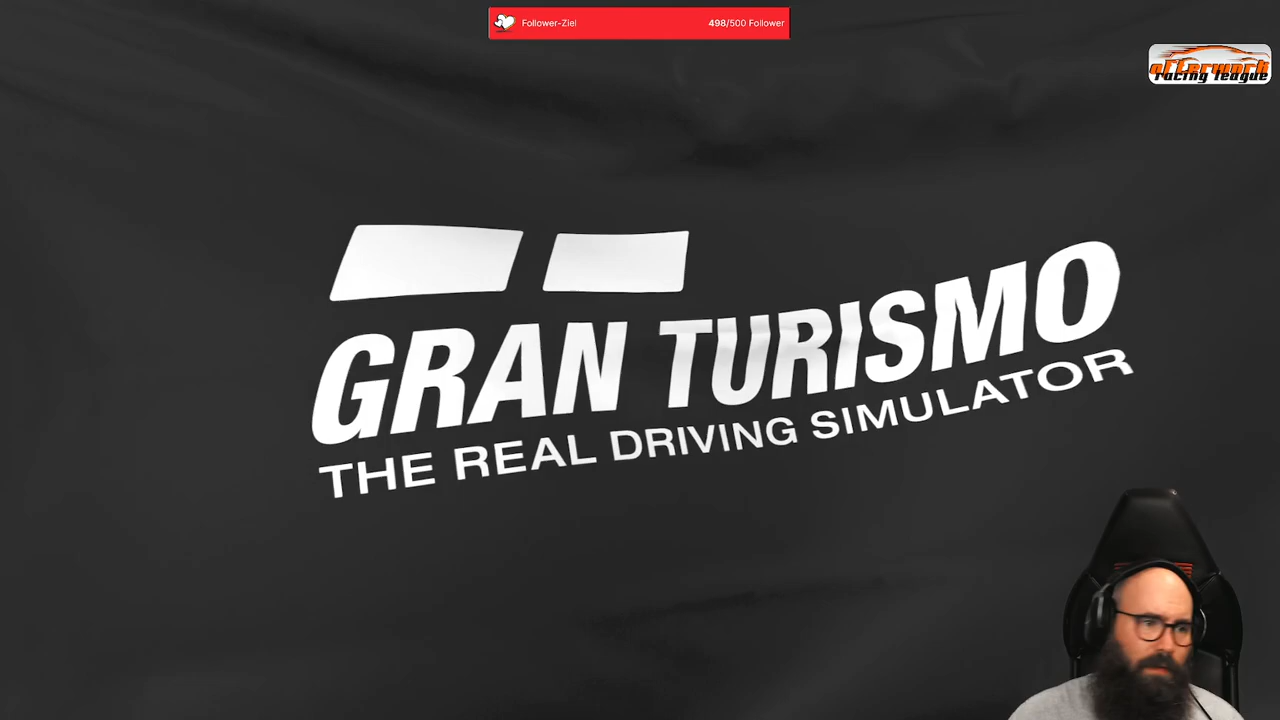 Follower-Ziel
498/500 Follower
afterwork
racing league
GRAN TURISMO
THE REAL DRIVING SIMULATOR